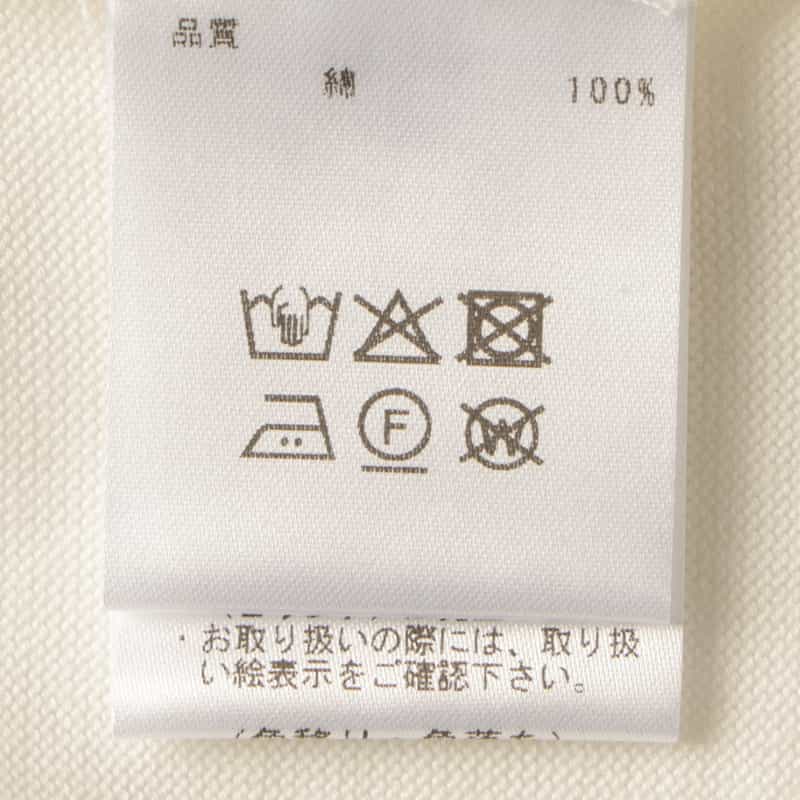 品質
綿 100%
F
W
・お取り扱いの際には、取り扱
い絵表示をご確認下さい。